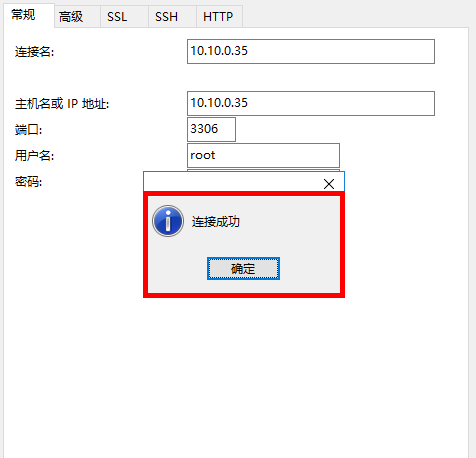 常规 高级 SSL SSH HTTP
连接名: 10.10.0.35
主机名或 IP 地址: 10.10.0.35
端口: 3306
用户名: root
密码:
连接成功
确定